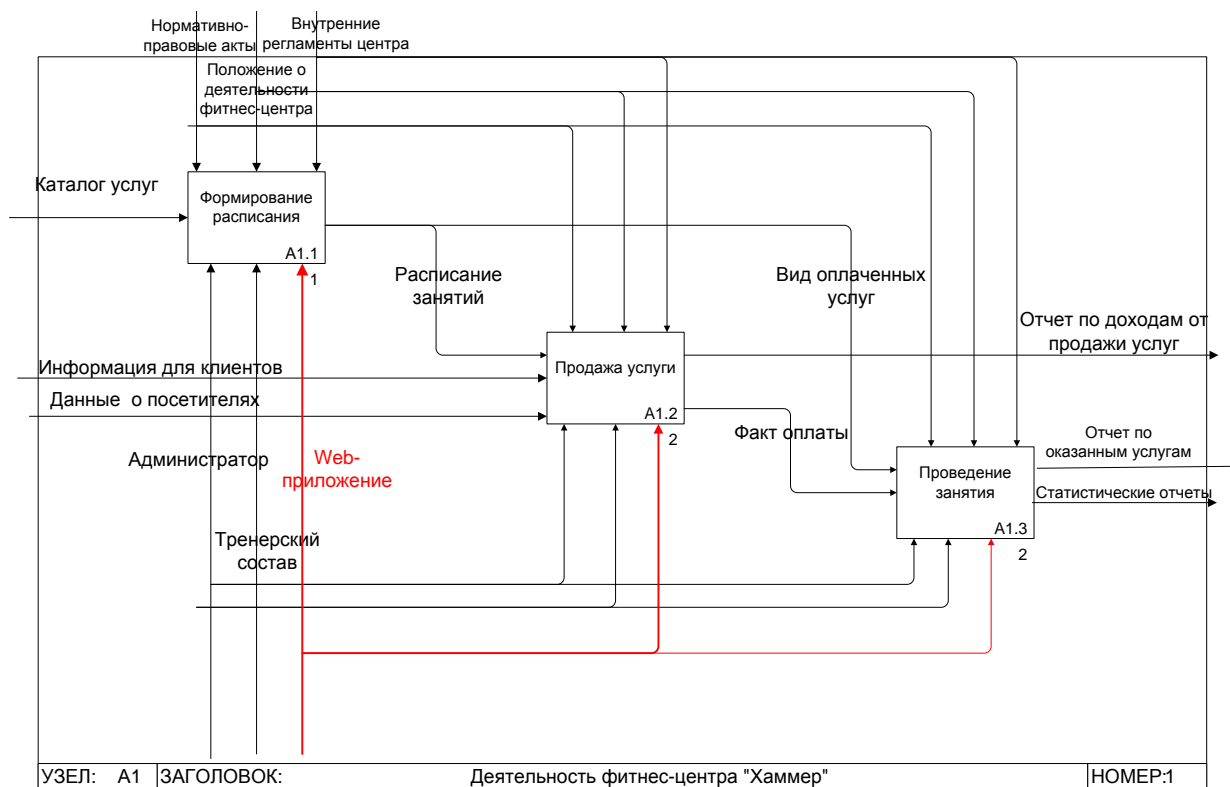 Нормативно-
правовые акты
Внутренние
регламенты центра
Положение о
деятельности
фитнес-центра
Каталог услуг
Формирование
расписания
A1.1
1
Расписание
занятий
Вид оплаченных
услуг
Отчет по доходам от
продажи услуг
Информация для клиентов
Продажа услуги
Данные о посетителях
A1.2
2
Факт оплаты
Администратор
Web-
приложение
Отчет по
оказанным услугам
Проведение
занятия
Статистические отчеты
A1.3
2
Тренерский
состав
УЗЕЛ: A1 ЗАГОЛОВОК: Деятельность фитнес-центра "Хаммер" НОМЕР:1